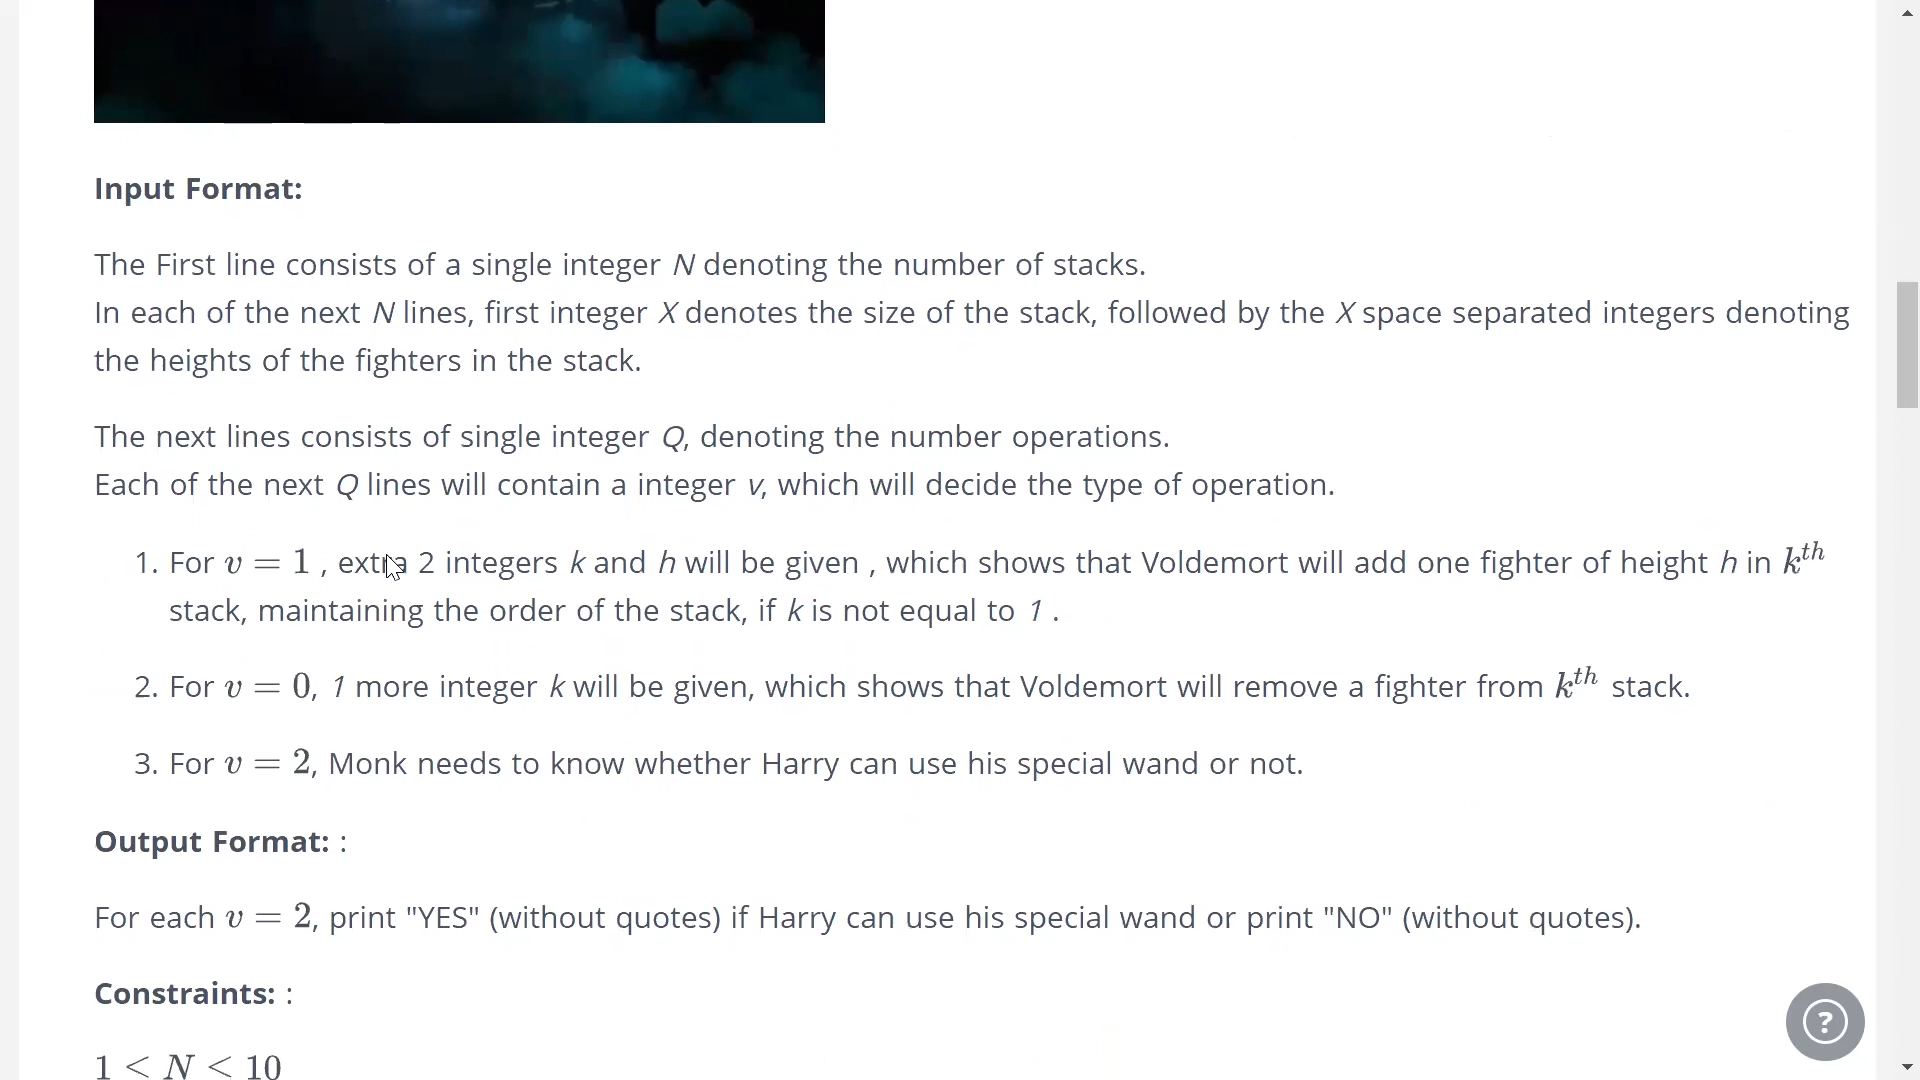 Input Format:
The First line consists of a single integer N denoting the number of stacks.
In each of the next N lines, first integer X denotes the size of the stack, followed by the X space separated integers denoting
the heights of the fighters in the stack.
The next lines consists of single integer Q, denoting the number operations.
Each of the next Q lines will contain a integer v, which will decide the type of operation.
1. For v = 1 , extra 2 integers k and h will be given , which shows that Voldemort will add one fighter of height h in kth
stack, maintaining the order of the stack, if k is not equal to 1 .
2. For v = 0, 1 more integer k will be given, which shows that Voldemort will remove a fighter from kth stack.
3. For v = 2, Monk needs to know whether Harry can use his special wand or not.
Output Format: :
For each v = 2, print "YES" (without quotes) if Harry can use his special wand or print "NO" (without quotes).
Constraints: :
1 < N < 10
?